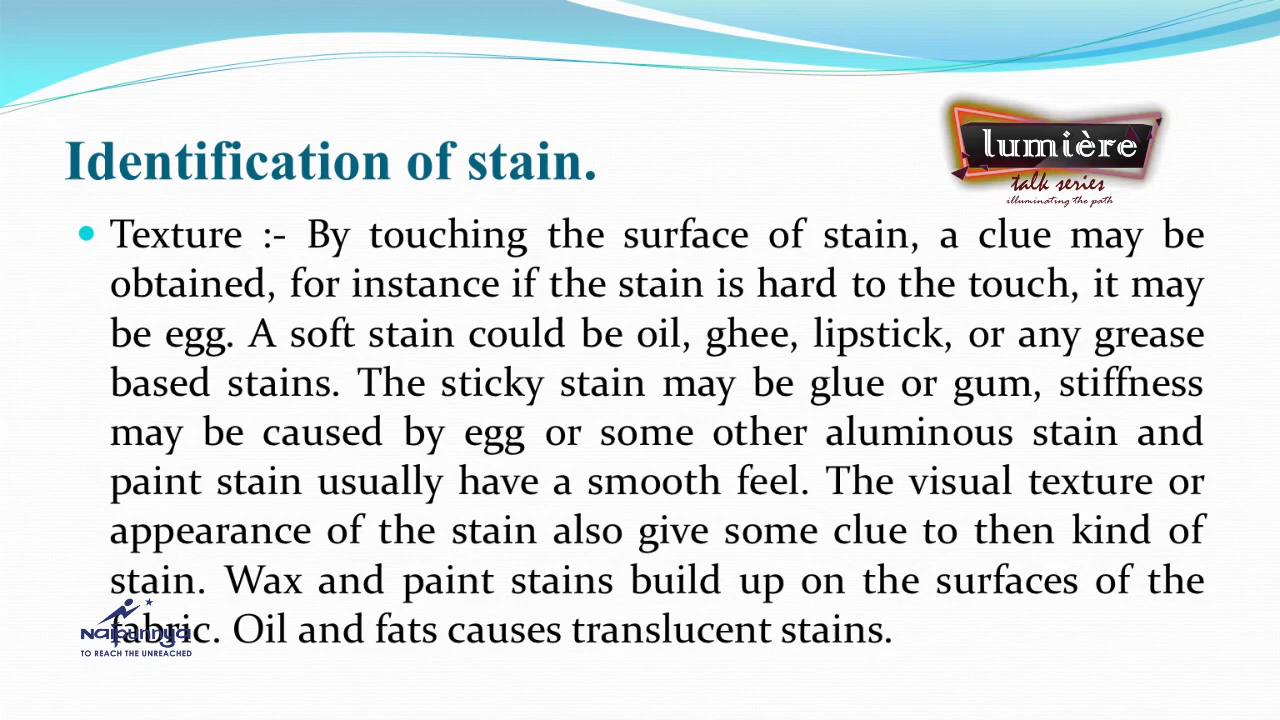 lumière
talk series
illuminating the path
Identification of stain.
• Texture :- By touching the surface of stain, a clue may be
obtained, for instance if the stain is hard to the touch, it may
be egg. A soft stain could be oil, ghee, lipstick, or any grease
based stains. The sticky stain may be glue or gum, stiffness
may be caused by egg or some other aluminous stain and
paint stain usually have a smooth feel. The visual texture or
appearance of the stain also give some clue to then kind of
stain. Wax and paint stains build up on the surfaces of the
fabric. Oil and fats causes translucent stains.
Naipunnya
TO REACH THE UNREACHED